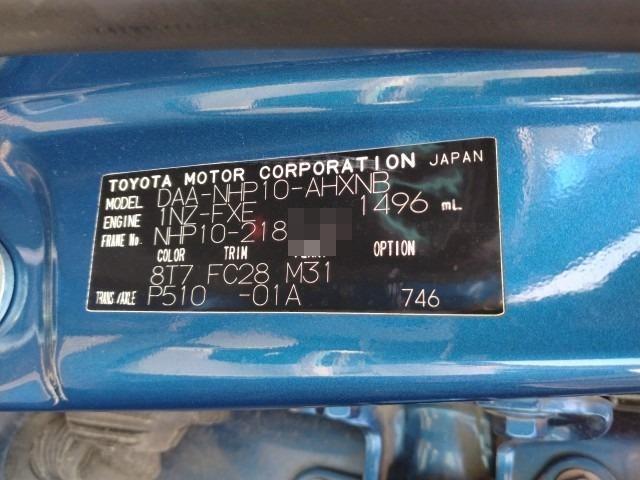 TOYOTA MOTOR CORPORATION JAPAN
MODEL DAA-NHP10-AHXNB
ENGINE 1NZ-FXE 1496 mL
FRAME No. NHP10-218
COLOR TRIM OPTION
8T7 FC28 M31
TRANS./AXLE P510 -01A 746